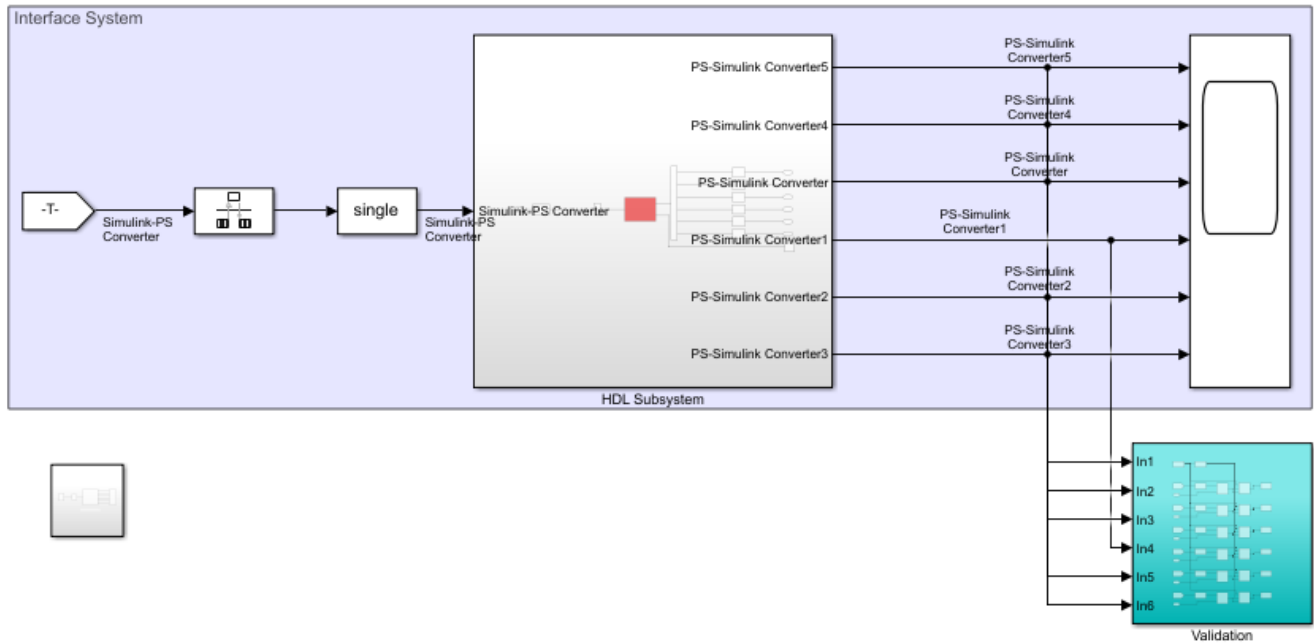 Interface System
PS-Simulink
Converter5
PS-Simulink Converter5
PS-Simulink
Converter4
PS-Simulink Converter4
PS-Simulink
Converter
PS-Simulink Converter
-T-
Simulink-PS
Converter
single
Simulink-PS
Converter
Simulink-PS Converter
PS-Simulink
Converter1
PS-Simulink Converter1
PS-Simulink
Converter2
PS-Simulink Converter2
PS-Simulink
Converter3
PS-Simulink Converter3
HDL Subsystem
In1
In2
In3
In4
In5
In6
Validation